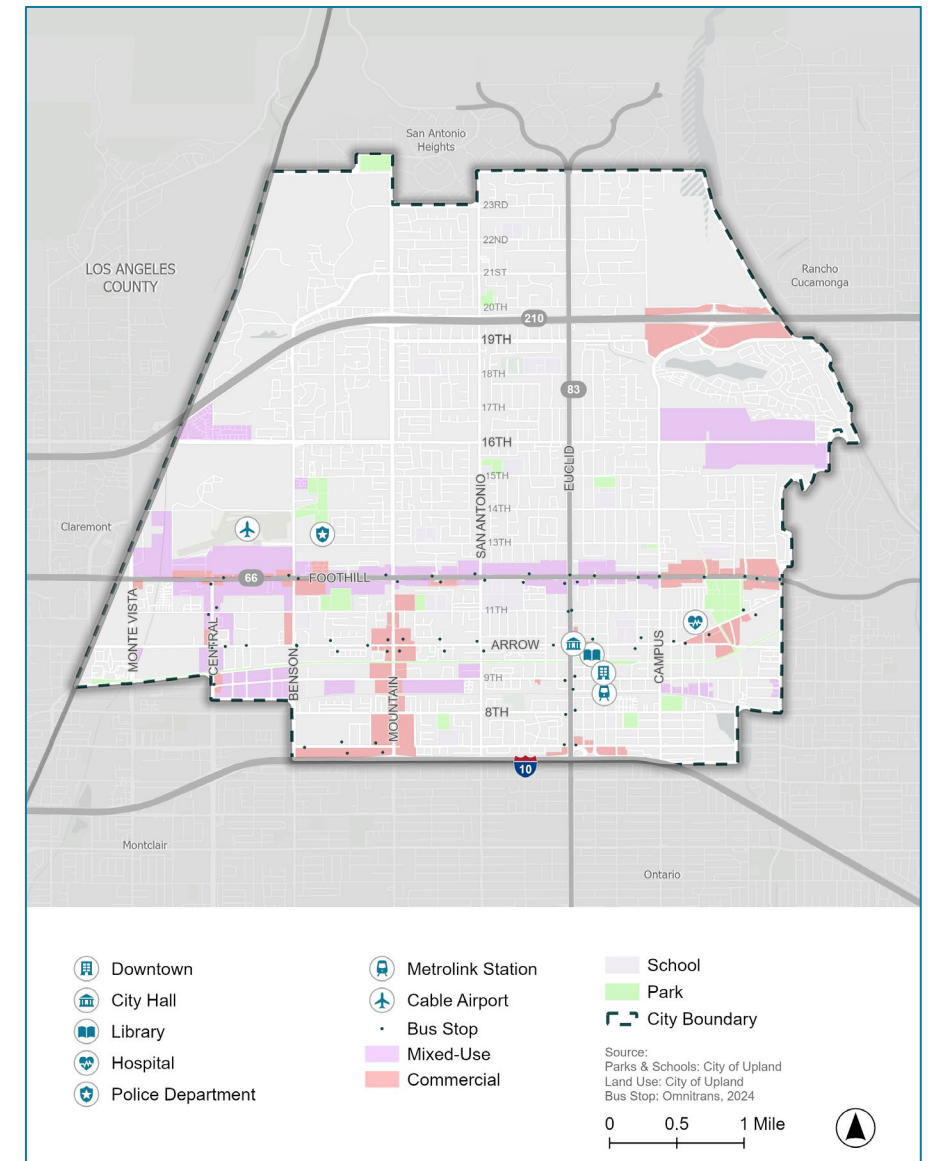 San Antonio
Heights
23RD
22ND
LOS ANGELES
COUNTY
21ST
Rancho
Cucamonga
20TH
210
19TH
18TH
83
17TH
16TH
EUCLID
15TH
SAN ANTONIO
14TH
Claremont
13TH
66
FOOTHILL
MONTE VISTA
11TH
CENTRAL
BENSON
ARROW
CAMPUS
MOUNTAIN
9TH
8TH
10
Montclair
Ontario
Downtown
City Hall
Library
Hospital
Police Department
Metrolink Station
Cable Airport
Bus Stop
Mixed-Use
Commercial
School
Park
City Boundary
Source:
Parks & Schools: City of Upland
Land Use: City of Upland
Bus Stop: Omnitrans, 2024
0 0.5 1 Mile